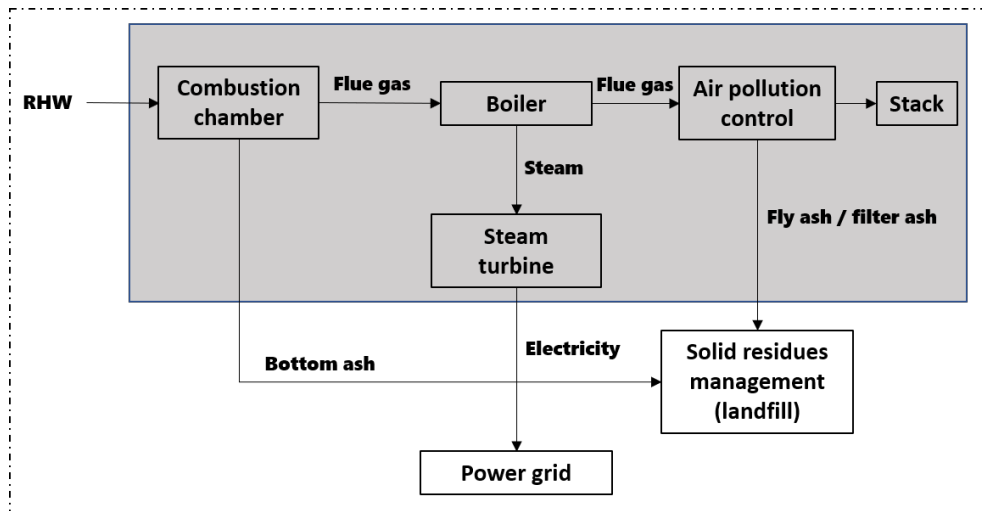 RHW
Combustion
chamber
Flue gas
Boiler
Flue gas
Air pollution
control
Stack
Steam
Steam
turbine
Fly ash / filter ash
Bottom ash
Electricity
Solid residues
management
(landfill)
Power grid